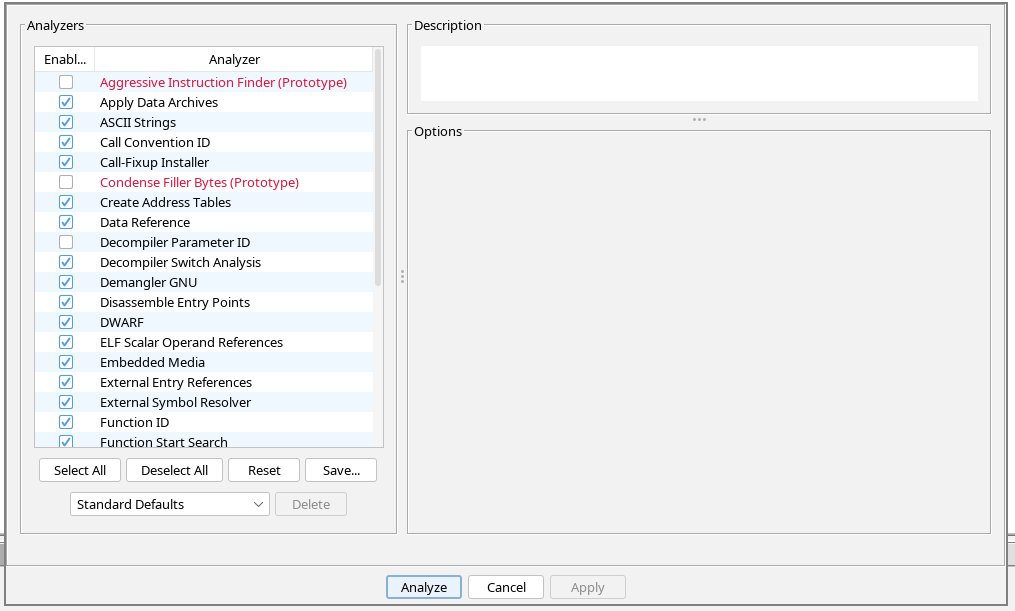 Analyzers
Enabl... Analyzer
Aggressive Instruction Finder (Prototype)
Apply Data Archives
ASCII Strings
Call Convention ID
Call-Fixup Installer
Condense Filler Bytes (Prototype)
Create Address Tables
Data Reference
Decompiler Parameter ID
Decompiler Switch Analysis
Demangler GNU
Disassemble Entry Points
DWARF
ELF Scalar Operand References
Embedded Media
External Entry References
External Symbol Resolver
Function ID
Function Start Search
Select All Deselect All Reset Save...
Standard Defaults Delete
Description
Options
Analyze Cancel Apply